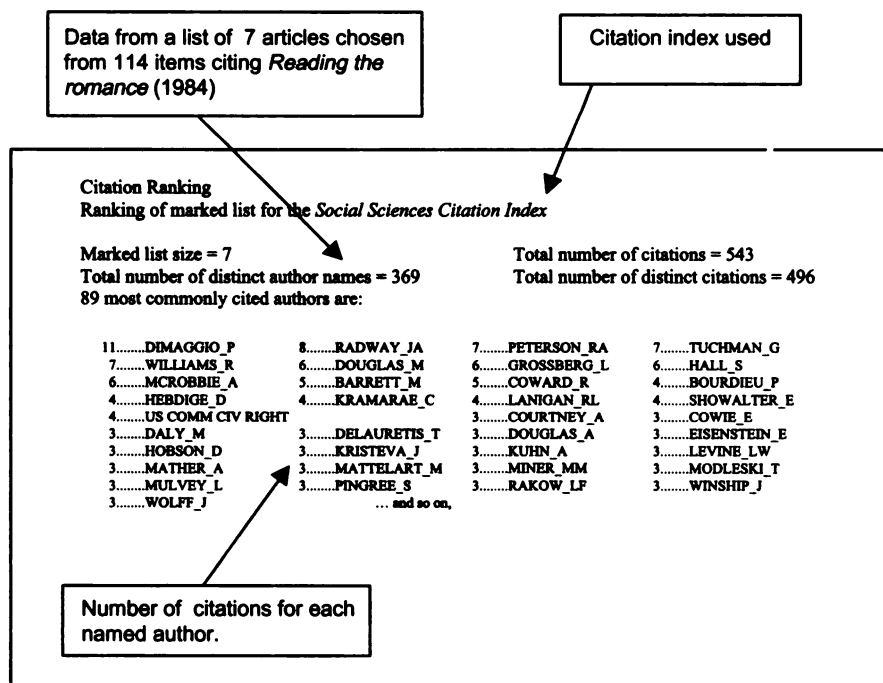 Data from a list of 7 articles chosen
from 114 items citing Reading the
romance (1984)
Citation index used
Citation Ranking
Ranking of marked list for the Social Sciences Citation Index
Marked list size = 7 Total number of citations = 543
Total number of distinct author names = 369 Total number of distinct citations = 496
89 most commonly cited authors are:
11........DIMAGGIO_P 8........RADWAY_JA 7........PETERSON_RA 7........TUCHMAN_G
7........WILLIAMS_R 6........DOUGLAS_M 6........GROSSBERG_L 6........HALL_S
6........MCROBBIE_A 5........BARRETT_M 5........COWARD_R 4........BOURDIEU_P
4........HEBDIGE_D 4........KRAMARAE_C 4........LANIGAN_RL 4........SHOWALTER_E
4........US COMM CIV RIGHT 3........COURTNEY_A 3........COWIE_E
3........DALY_M 3........DELAURETIS_T 3........DOUGLAS_A 3........EISENSTEIN_E
3........HOBSON_D 3........KRISTEVA_J 3........KUHN_A 3........LEVINE_LW
3........MATHER_A 3........MATTELART_M 3........MINER_MM 3........MODLESKI_T
3........MULVEY_L 3........PINGREE_S 3........RAKOW_LF 3........WINSHIP_J
3........WOLFF_J ... and so on,
Number of citations for each
named author.